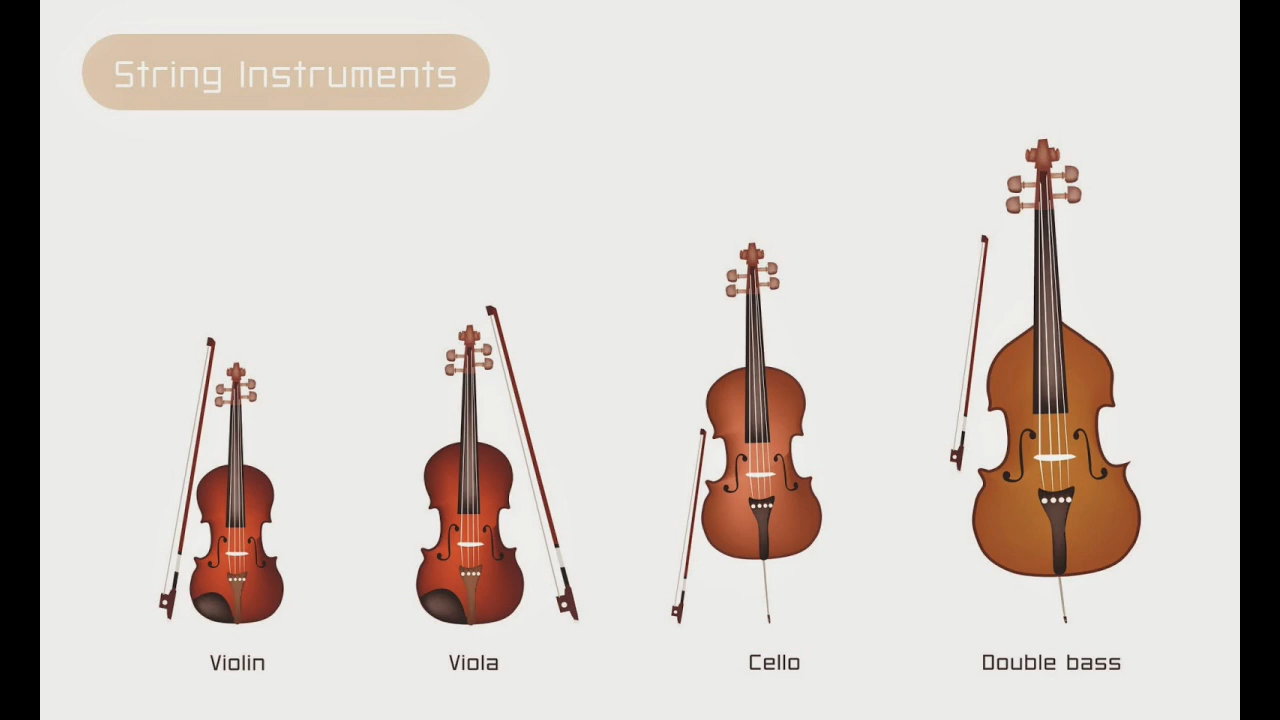 String Instruments
Violin
Viola
Cello
Double bass